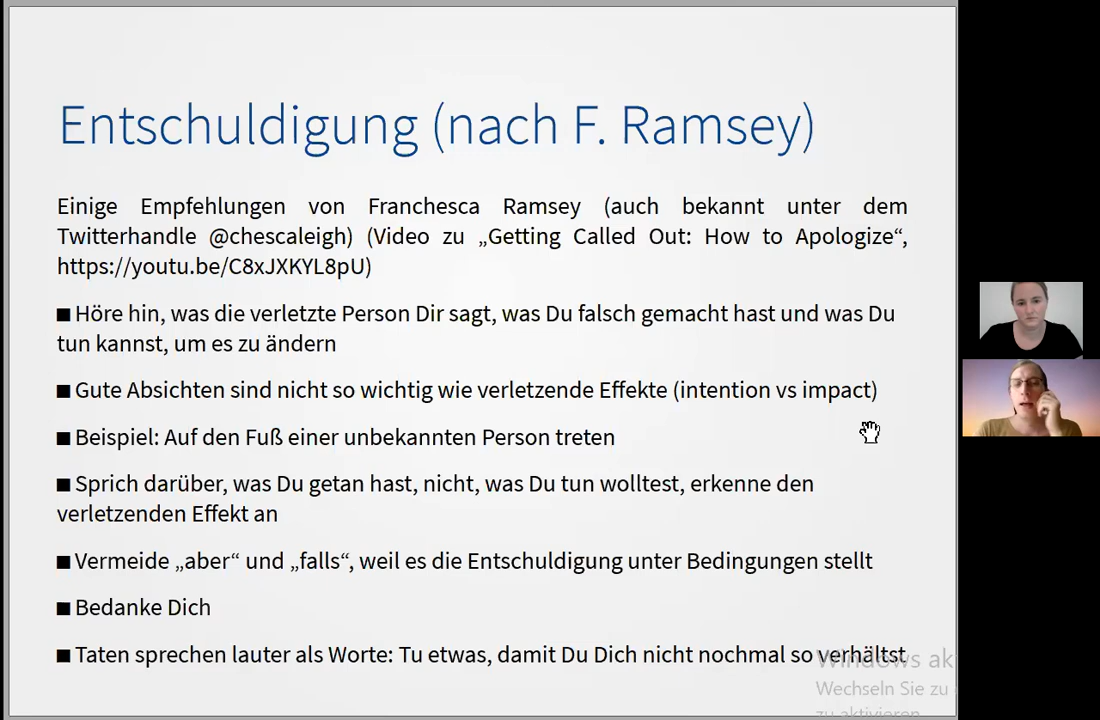 Entschuldigung (nach F. Ramsey)
Einige Empfehlungen von Franchesca Ramsey (auch bekannt unter dem
Twitterhandle @chescaleigh) (Video zu „Getting Called Out: How to Apologize“,
https://youtu.be/C8xJXKYL8pU)
■ Höre hin, was die verletzte Person Dir sagt, was Du falsch gemacht hast und was Du
tun kannst, um es zu ändern
■ Gute Absichten sind nicht so wichtig wie verletzende Effekte (intention vs impact)
■ Beispiel: Auf den Fuß einer unbekannten Person treten
■ Sprich darüber, was Du getan hast, nicht, was Du tun wolltest, erkenne den
verletzenden Effekt an
■ Vermeide „aber“ und „falls“, weil es die Entschuldigung unter Bedingungen stellt
■ Bedanke Dich
■ Taten sprechen lauter als Worte: Tu etwas, damit Du Dich nicht nochmal so verhältst
Windows ak
Wechseln Sie zu
zu aktivieren